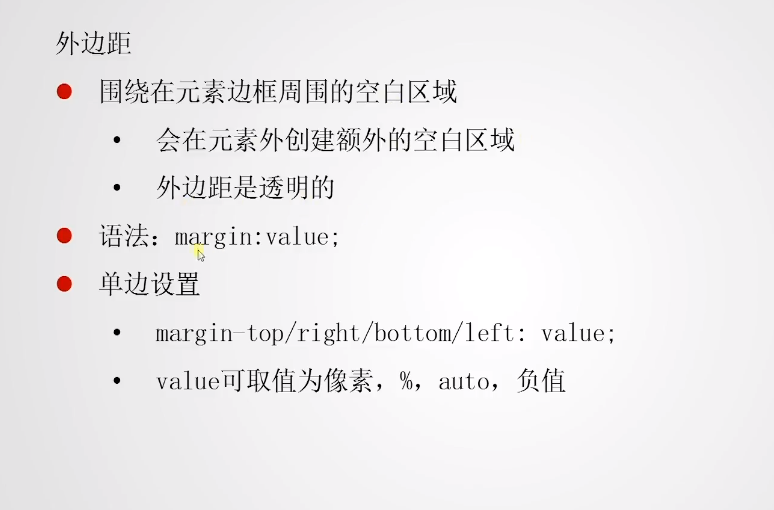 外边距
围绕在元素边框周围的空白区域
会在元素外创建额外的空白区域
外边距是透明的
语法：margin:value;
单边设置
margin-top/right/bottom/left: value;
value可取值为像素，%，auto，负值